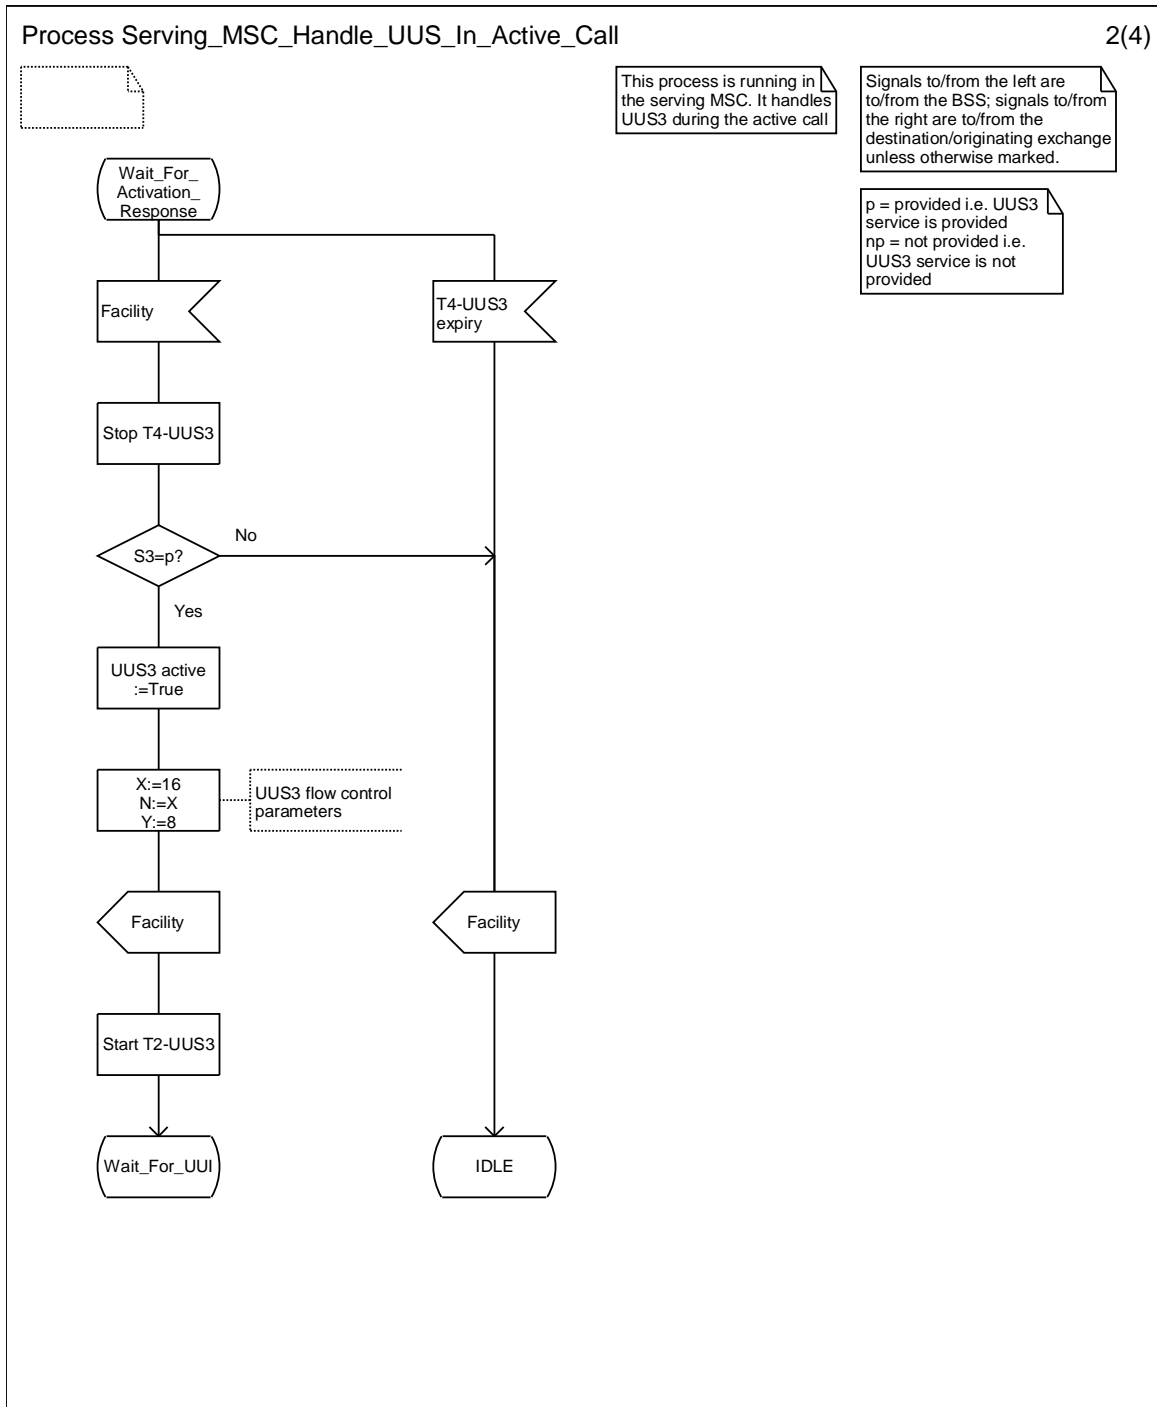 Process Serving_MSC_Handle_UUS_In_Active_Call
2(4)
This process is running in
the serving MSC. It handles
UUS3 during the active call
Signals to/from the left are
to/from the BSS; signals to/from
the right are to/from the
destination/originating exchange
unless otherwise marked.
p = provided i.e. UUS3
service is provided
np = not provided i.e.
UUS3 service is not
provided
Wait_For_
Activation_
Response
Facility
T4-UUS3
expiry
Stop T4-UUS3
S3=p?
No
Yes
UUS3 active
:=True
X:=16
N:=X
Y:=8
UUS3 flow control
parameters
Facility
Facility
Start T2-UUS3
Wait_For_UUI
IDLE